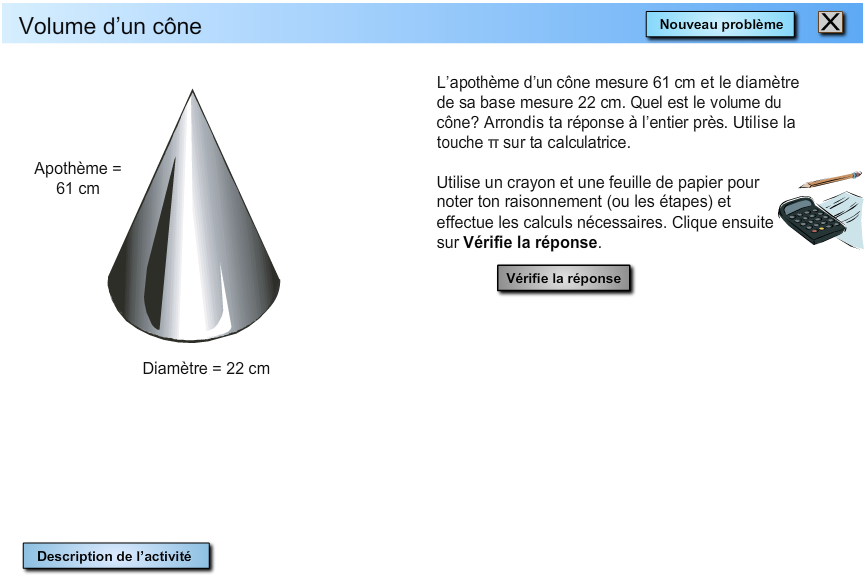 Volume d’un cône
Nouveau problème
X
L’apothème d’un cône mesure 61 cm et le diamètre
de sa base mesure 22 cm. Quel est le volume du
cône? Arrondis ta réponse à l’entier près. Utilise la
touche π sur ta calculatrice.
Apothème =
61 cm
Utilise un crayon et une feuille de papier pour
noter ton raisonnement (ou les étapes) et
effectue les calculs nécessaires. Clique ensuite
sur Vérifie la réponse.
Vérifie la réponse
Diamètre = 22 cm
Description de l’activité